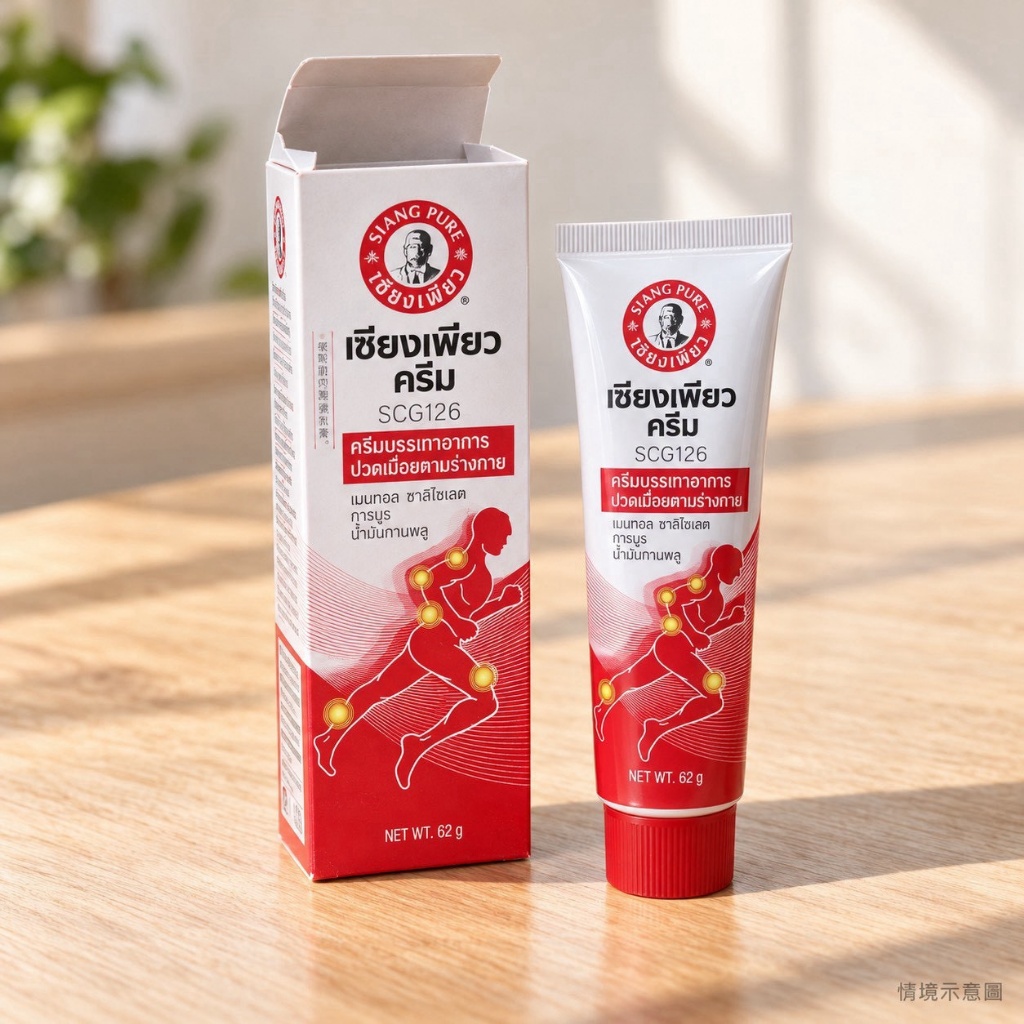 SIANG PURE
เซียงเพียว
®
เซียงเพียว
ครีม
SCG126
ครีมบรรเทาอาการ
ปวดเมื่อยตามร่างกาย
เมนทอล ซาลิไซเลต
การบูร
น้ำมันกานพลู
NET WT. 62 g
SIANG PURE
เซียงเพียว
®
เซียงเพียว
ครีม
SCG126
ครีมบรรเทาอาการ
ปวดเมื่อยตามร่างกาย
เมนทอล ซาลิไซเลต
การบูร
น้ำมันกานพลู
NET WT. 62 g
情境示意圖